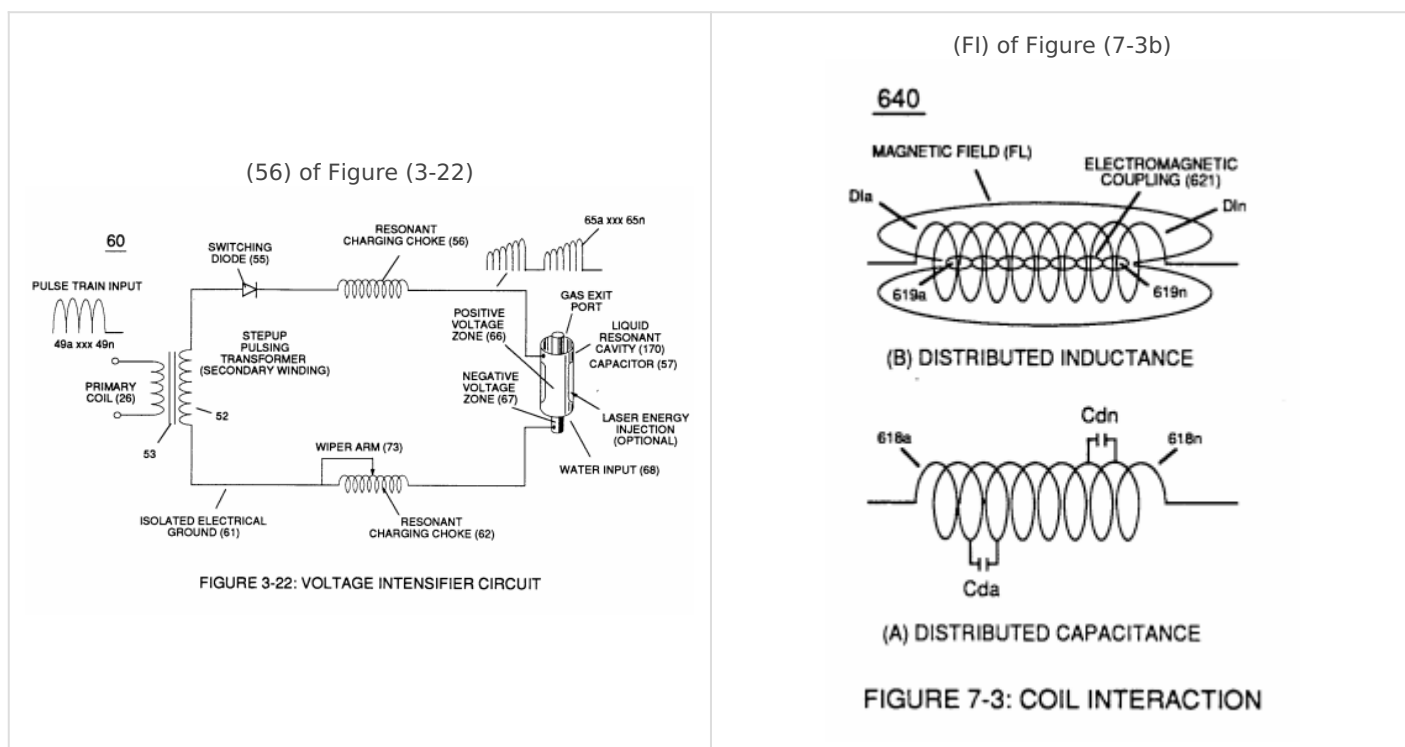 (56) of Figure (3-22)
60
PULSE TRAIN INPUT
49a xxx 49n
PRIMARY
COIL (26)
53
52
STEPUP
PULSING
TRANSFORMER
(SECONDARY WINDING)
SWITCHING
DIODE (55)
RESONANT
CHARGING CHOKE (56)
65a xxx 65n
GAS EXIT
PORT
POSITIVE
VOLTAGE
ZONE (66)
LIQUID
RESONANT
CAVITY (170)
CAPACITOR (57)
NEGATIVE
VOLTAGE
ZONE (67)
LASER ENERGY
INJECTION
(OPTIONAL)
WATER INPUT (68)
WIPER ARM (73)
ISOLATED ELECTRICAL
GROUND (61)
RESONANT
CHARGING CHOKE (62)
FIGURE 3-22: VOLTAGE INTENSIFIER CIRCUIT
(FI) of Figure (7-3b)
640
MAGNETIC FIELD (FL)
ELECTROMAGNETIC
COUPLING (621)
DIa
DIn
619a
619n
(B) DISTRIBUTED INDUCTANCE
Cdn
618a
618n
Cda
(A) DISTRIBUTED CAPACITANCE
FIGURE 7-3: COIL INTERACTION